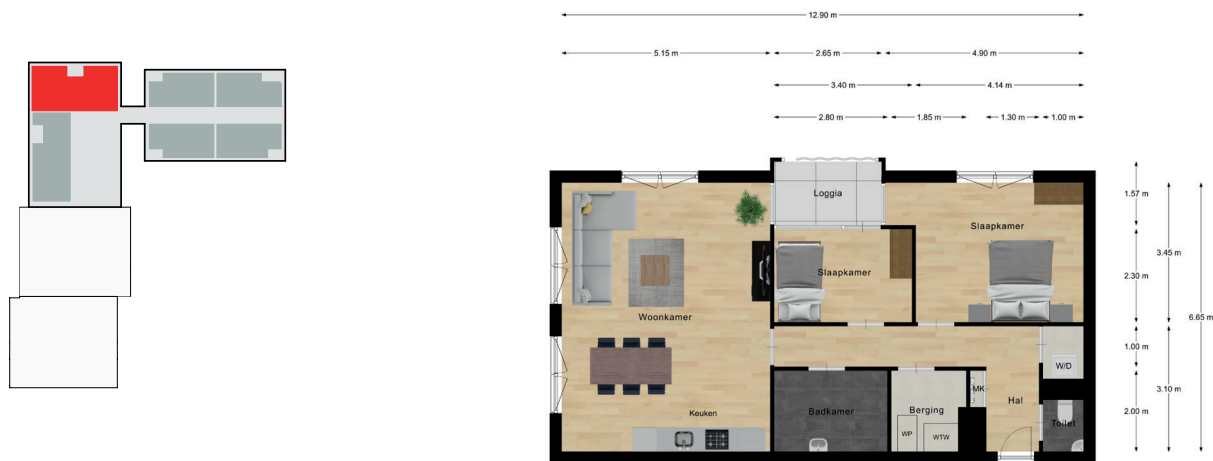 12.90 m
5.15 m 2.65 m 4.90 m
3.40 m 4.14 m
2.80 m 1.85 m 1.30 m 1.00 m
Loggia
1.57 m
Slaapkamer
3.45 m
Slaapkamer
2.30 m
Woonkamer
6.65 m
1.00 m
W/D
MK
Hal
2.00 m
3.10 m
Keuken
Badkamer
Berging
Toilet
WP
WTW